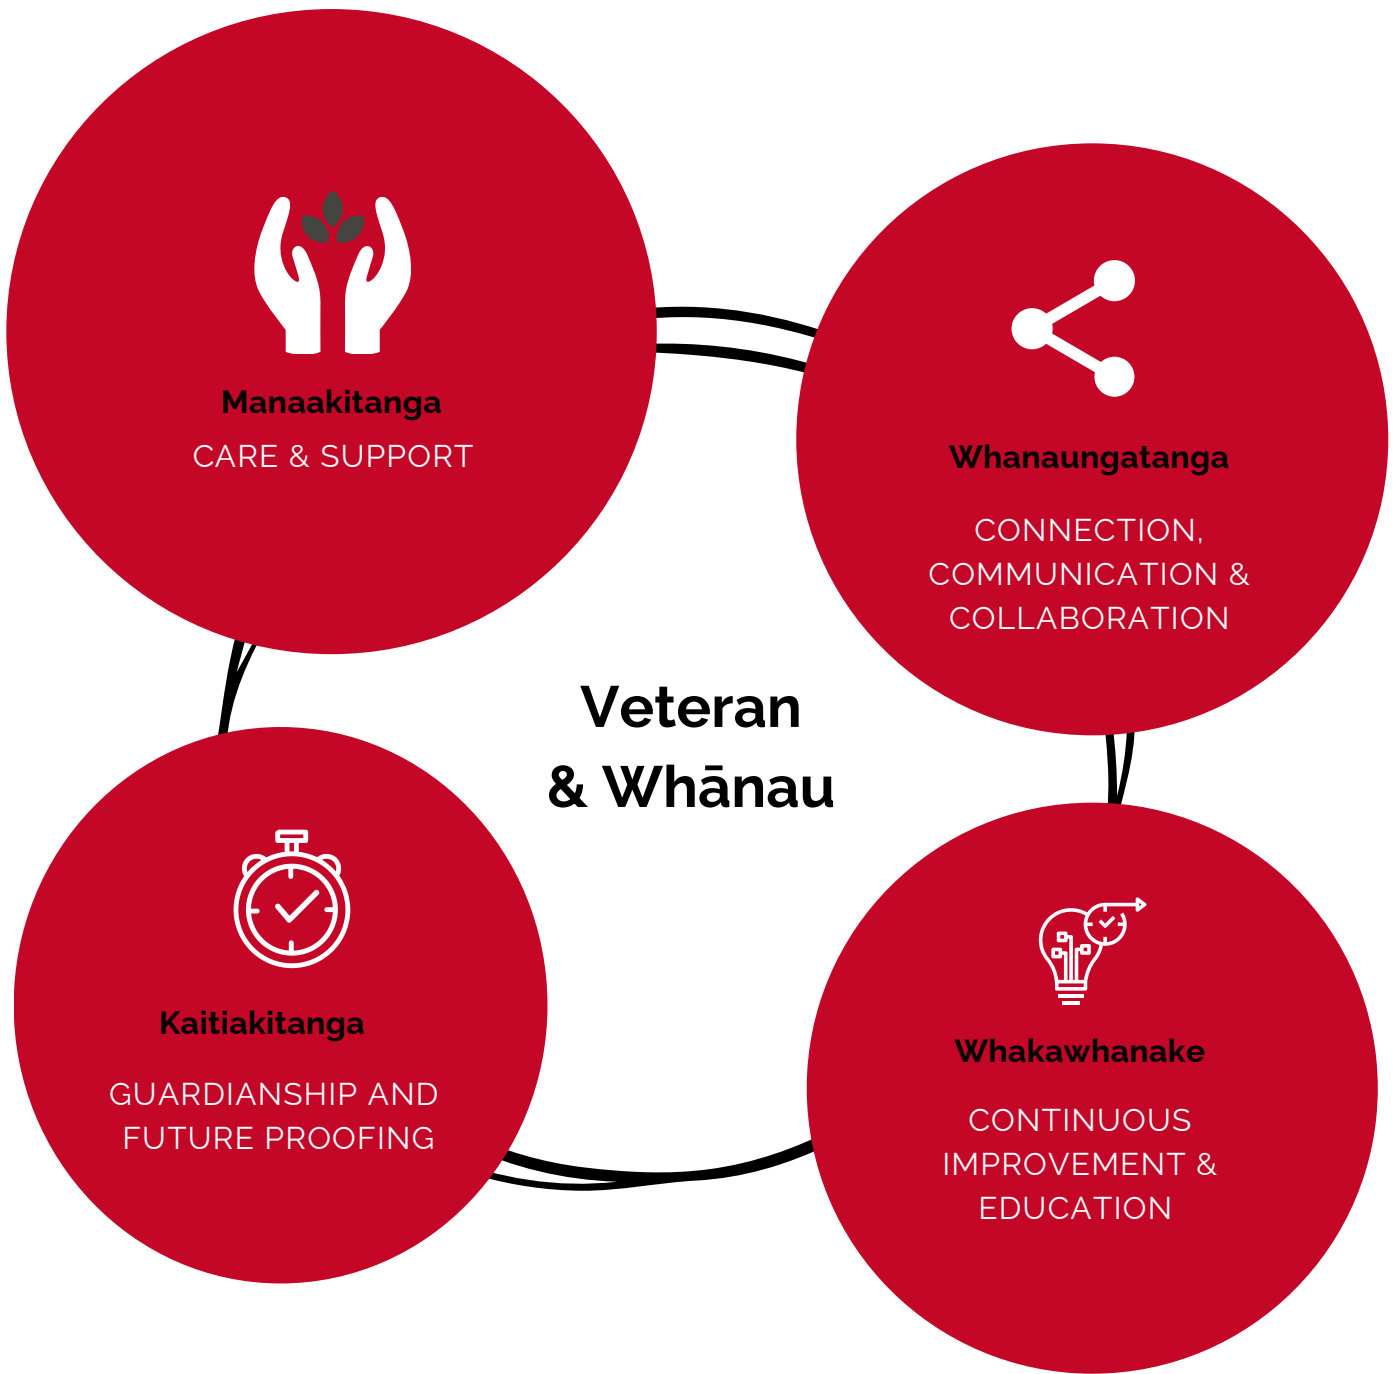 Manaakitanga
CARE & SUPPORT
Whanaungatanga
CONNECTION,
COMMUNICATION &
COLLABORATION
Veteran
& Whānau
Kaitiakitanga
GUARDIANSHIP AND
FUTURE PROOFING
Whakawhanake
CONTINUOUS
IMPROVEMENT &
EDUCATION